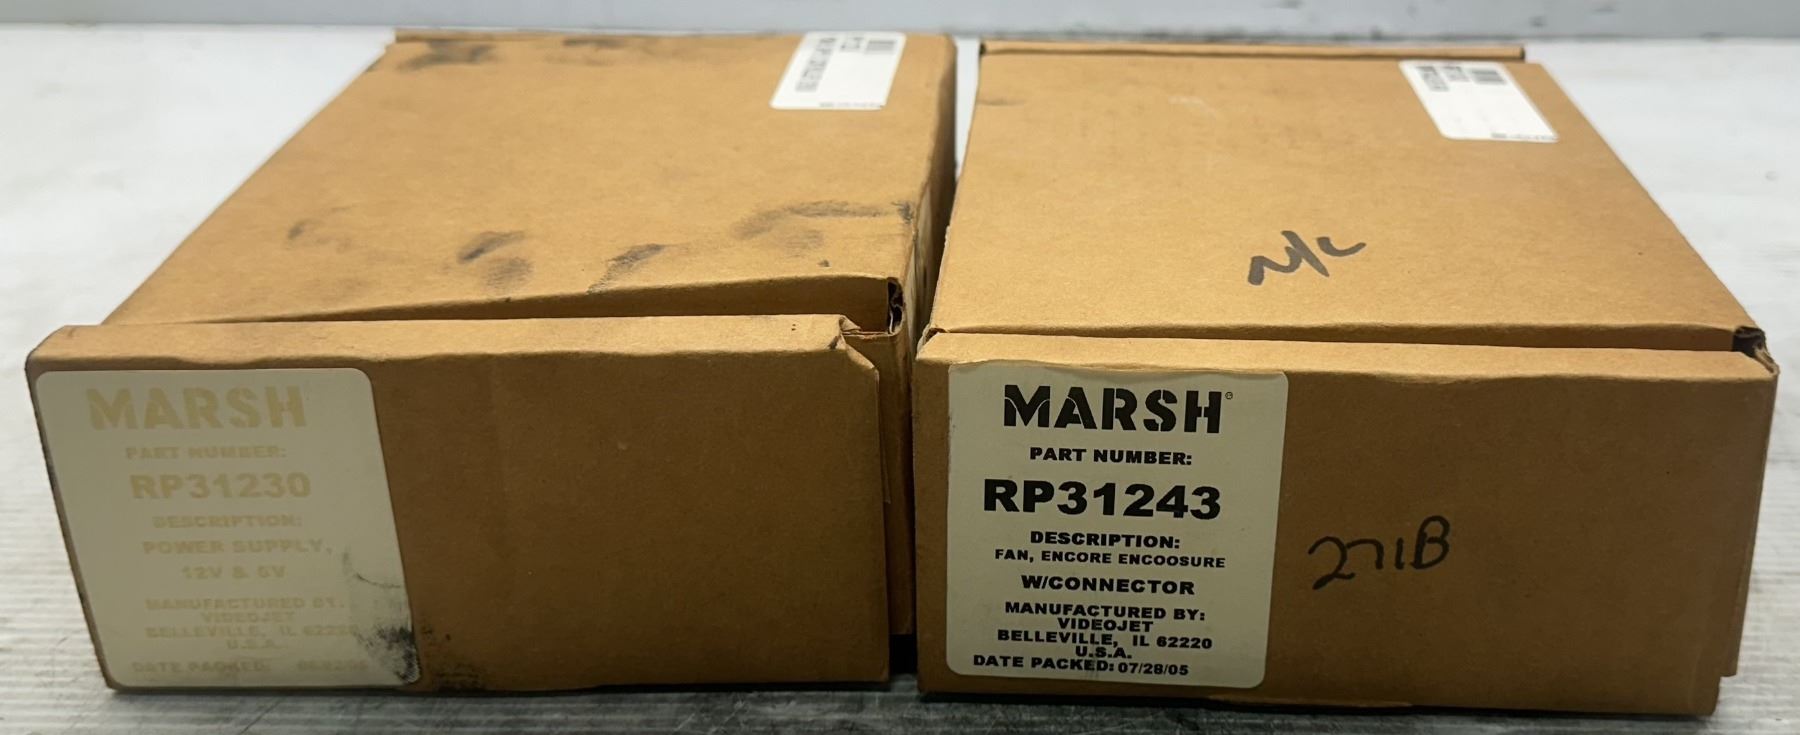 MARSH
PART NUMBER:
RP31230
DESCRIPTION:
POWER SUPPLY,
12V & 5V
MANUFACTURED BY:
VIDEOJET
BELLEVILLE, IL 62220
U.S.A.
DATE PACKED:
N/C
MARSH®
PART NUMBER:
RP31243
DESCRIPTION:
FAN, ENCORE ENCOOSURE
W/CONNECTOR
MANUFACTURED BY:
VIDEOJET
BELLEVILLE, IL 62220
U.S.A.
DATE PACKED: 07/28/05
271B